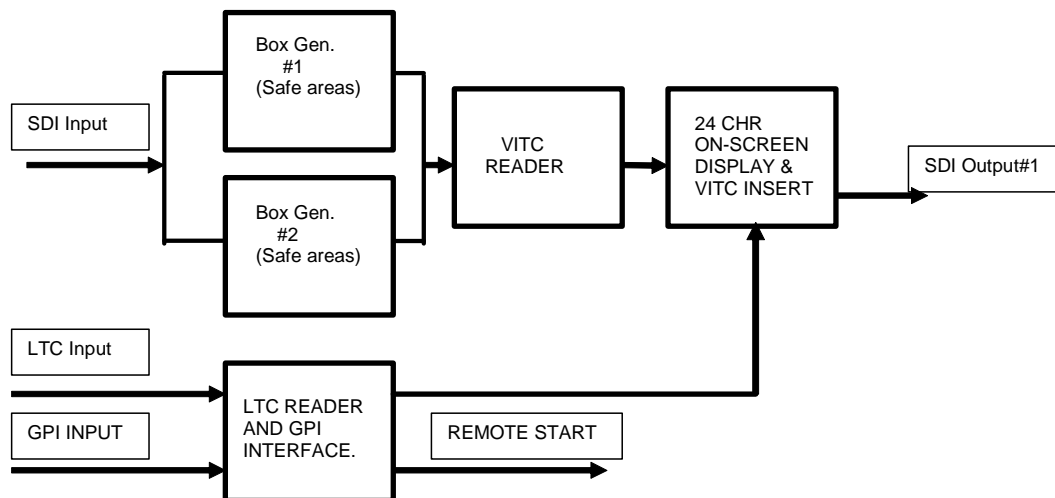 Box Gen.
#1
(Safe areas)
SDI Input
VITC
READER
24 CHR
ON-SCREEN
DISPLAY &
VITC INSERT
SDI Output#1
Box Gen.
#2
(Safe areas)
LTC Input
GPI INPUT
LTC READER
AND GPI
INTERFACE.
REMOTE START